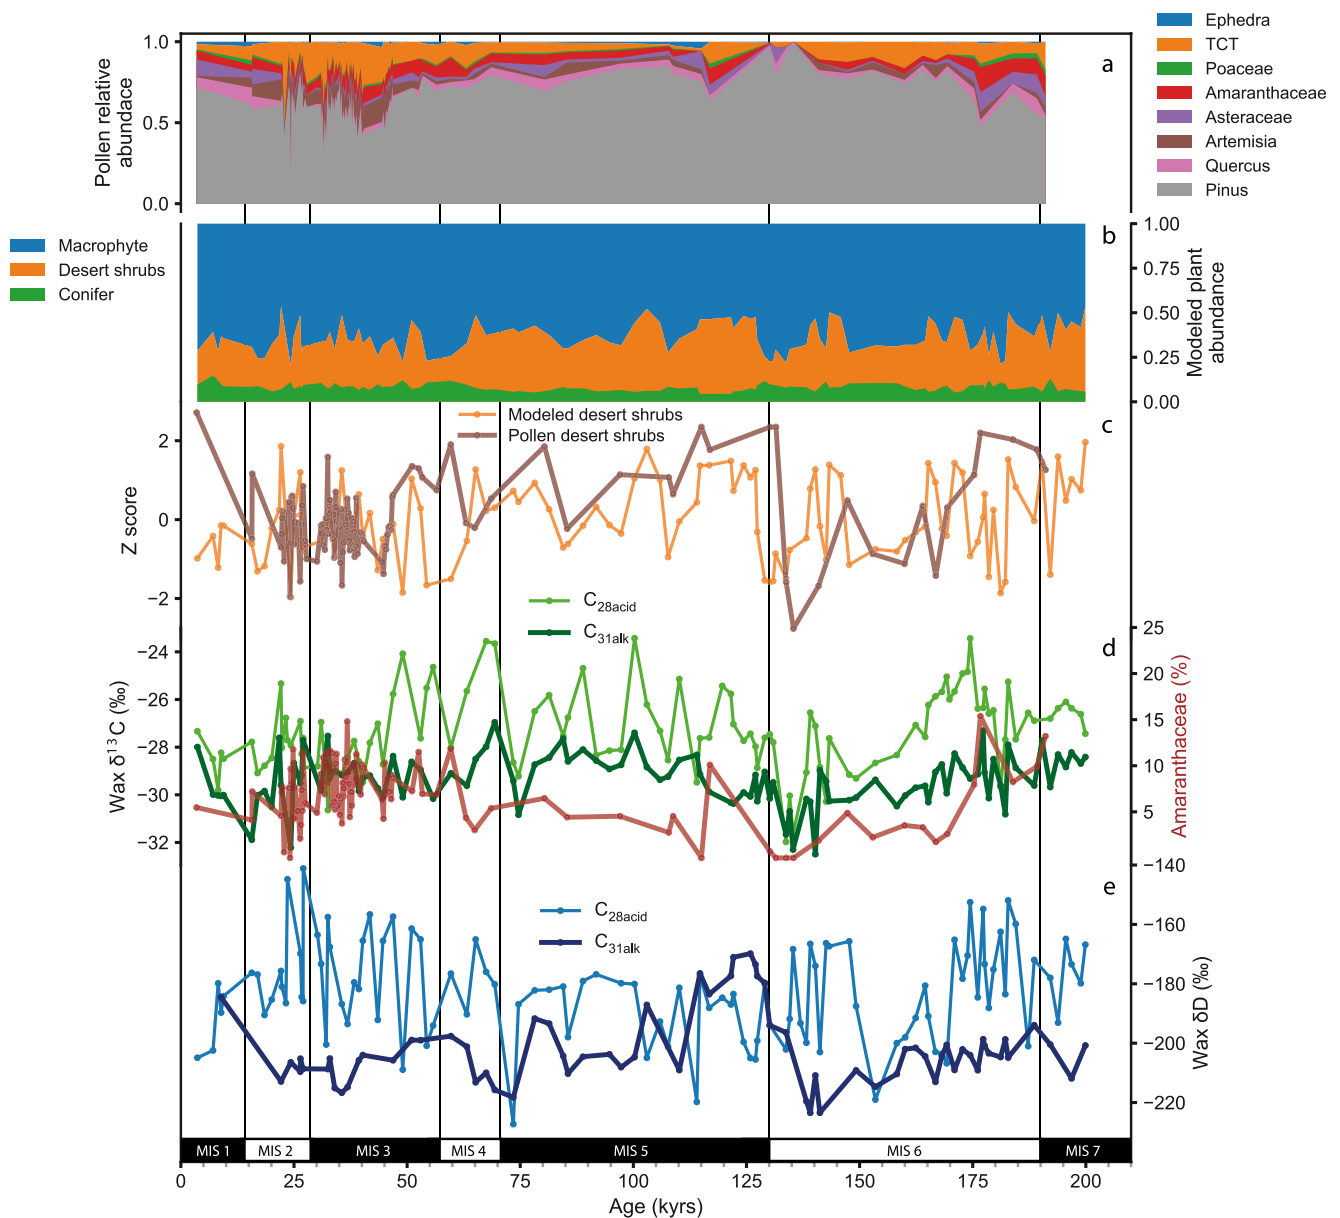 Ephedra
TCT
Poaceae
Amaranthaceae
Asteraceae
Artemisia
Quercus
Pinus
a
1.0
0.5
0.0
Pollen relative
abundace
Macrophyte
Desert shrubs
Conifer
b
1.00
0.75
0.50
0.25
0.00
Modeled plant
abundance
Modeled desert shrubs
Pollen desert shrubs
c
2
0
−2
Z score
C28acid
C31alk
d
−24
−26
−28
−30
−32
Wax δ13C (‰)
25
20
15
10
5
Amaranthaceae (%)
C28acid
C31alk
e
−140
−160
−180
−200
−220
Wax δD (‰)
MIS 1
MIS 2
MIS 3
MIS 4
MIS 5
MIS 6
MIS 7
0
25
50
75
100
125
150
175
200
Age (kyrs)